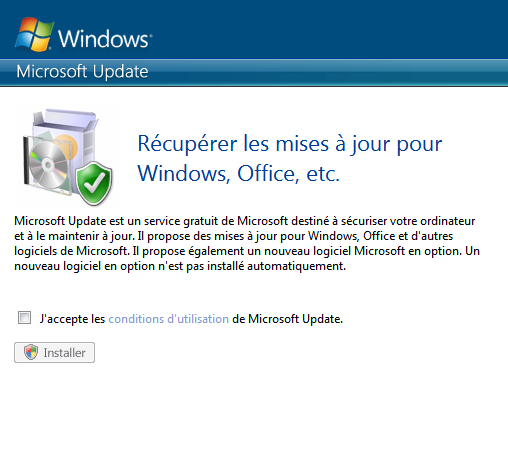 Windows
Microsoft Update
Récupérer les mises à jour pour
Windows, Office, etc.
Microsoft Update est un service gratuit de Microsoft destiné à sécuriser votre ordinateur
et à le maintenir à jour. Il propose des mises à jour pour Windows, Office et d'autres
logiciels de Microsoft. Il propose également un nouveau logiciel Microsoft en option. Un
nouveau logiciel en option n'est pas installé automatiquement.
J'accepte les conditions d'utilisation de Microsoft Update.
Installer